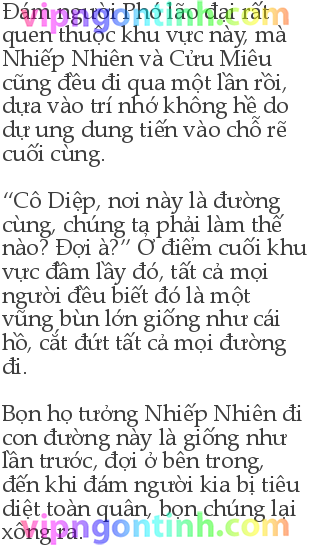 Đám người Phó lão đại rất
quen thuộc khu vực này, mà
Nhiếp Nhiên và Cửu Miêu
cũng đều đi qua một lần rồi,
dựa vào trí nhớ không hề do
dự ung dung tiến vào chỗ rẽ
cuối cùng.
“Cô Diệp, noi này là đường
cùng, chúng ta phải làm thế
nào? Đợi à?” Ở điểm cuối khu
vực đầm lầy đó, tất cả mọi
người đều biết đó là một
vũng bùn lớn giống như cái
hồ, cắt đứt tất cả mọi đường
đi.
Bọn họ tưởng Nhiếp Nhiên đi
con đường này là giống như
lần trước, đợi ở bên trong,
đến khi đám người kia bị tiêu
diệt toàn quân, bọn chúng lại
xông ra.
vipngontinh.com
vipngontinh.com